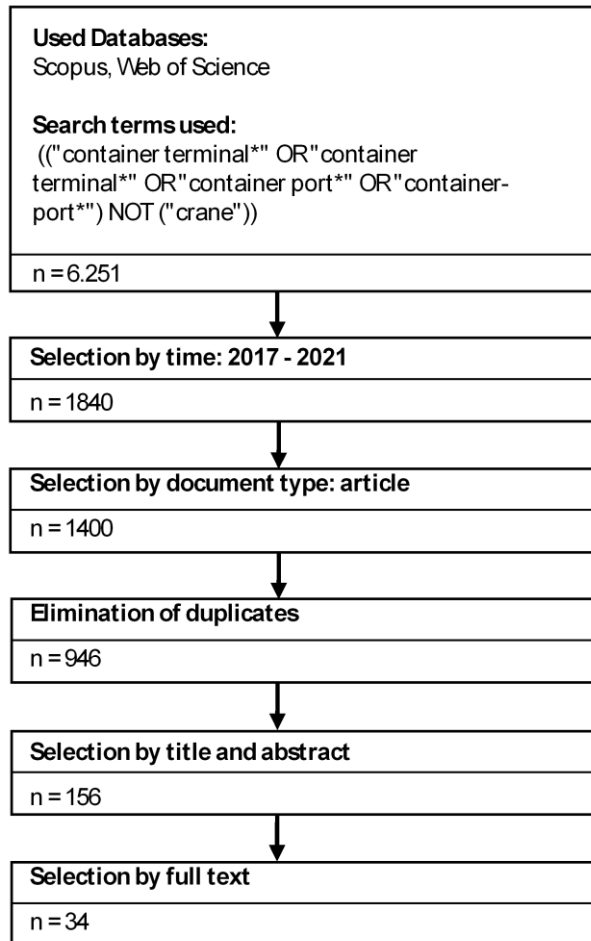 Used Databases:
Scopus, Web of Science
Search terms used:
(("container terminal*" OR "container
terminal*" OR "container port*" OR "container-
port*") NOT ("crane"))
n = 6.251
Selection by time: 2017 - 2021
n = 1840
Selection by document type: article
n = 1400
Elimination of duplicates
n = 946
Selection by title and abstract
n = 156
Selection by full text
n = 34